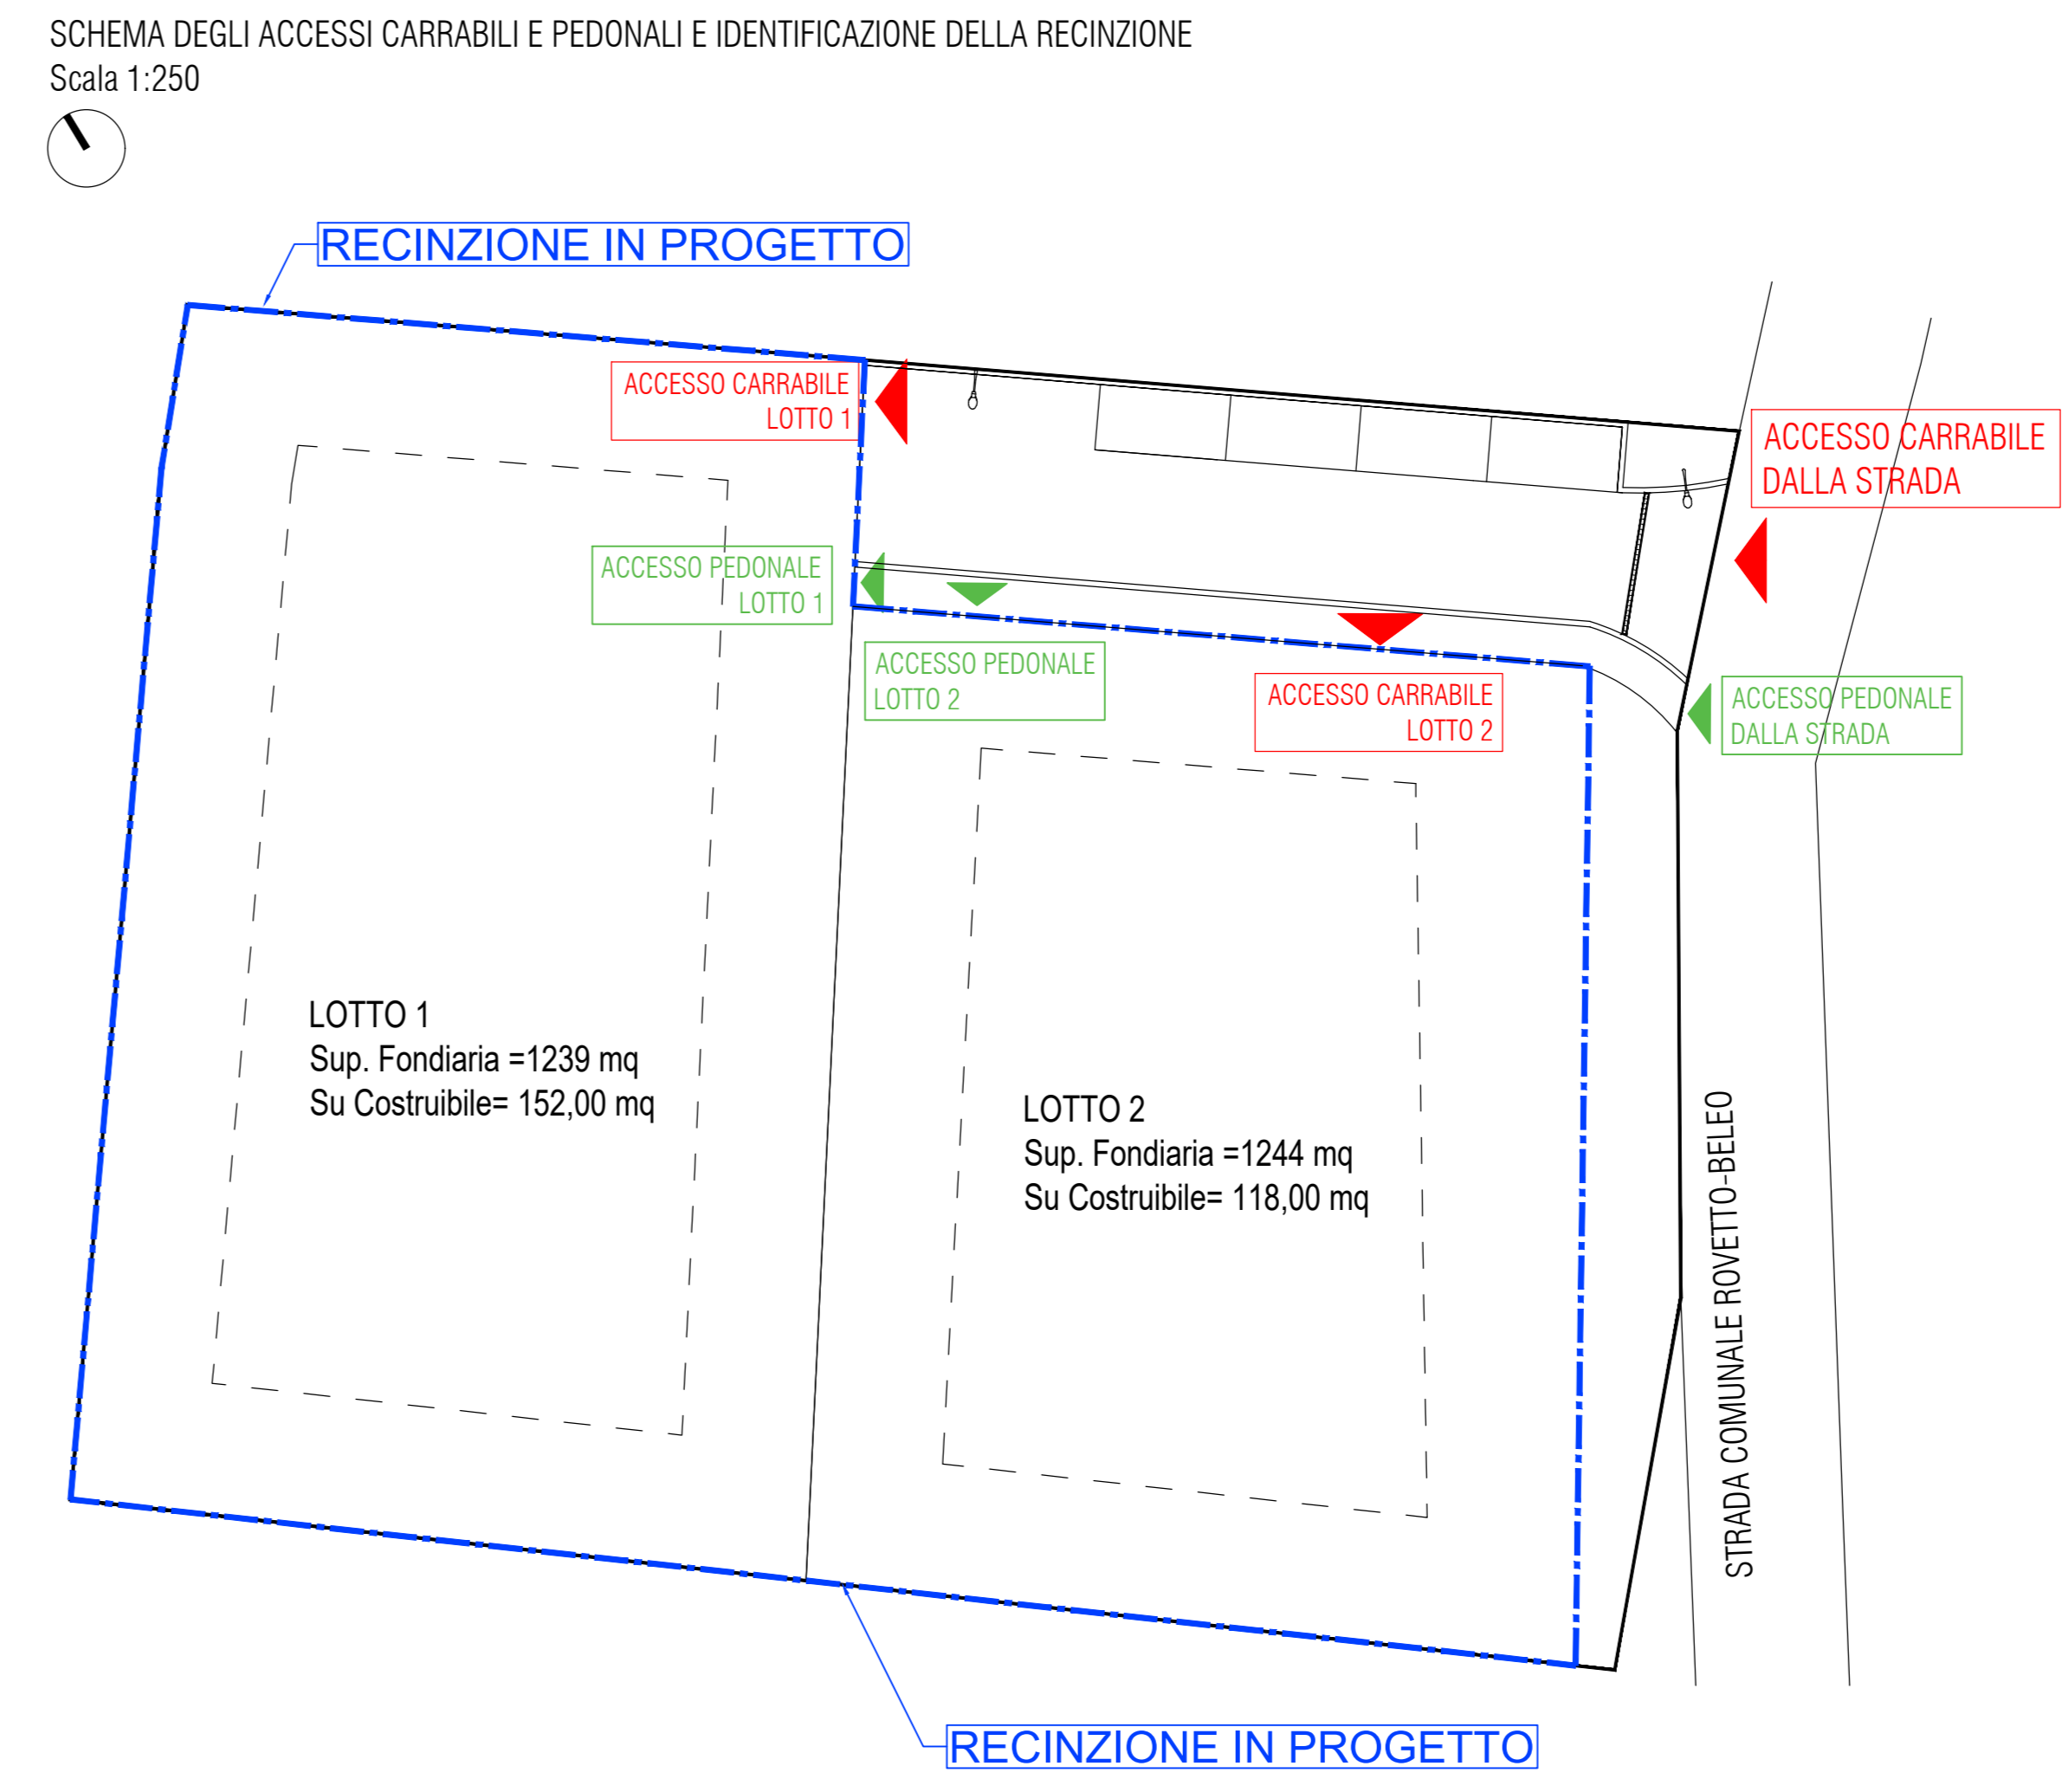 SCHEMA DEGLI ACCESSI CARRABILI E PEDONALI E IDENTIFICAZIONE DELLA RECINZIONE
Scala 1:250
RECINZIONE IN PROGETTO
ACCESSO CARRABILE
LOTTO 1
ACCESSO CARRABILE
DALLA STRADA
ACCESSO PEDONALE
LOTTO 1
ACCESSO PEDONALE
LOTTO 2
ACCESSO CARRABILE
LOTTO 2
ACCESSO PEDONALE
DALLA STRADA
LOTTO 1
Sup. Fondiaria =1239 mq
Su Costruibile= 152,00 mq
LOTTO 2
Sup. Fondiaria =1244 mq
Su Costruibile= 118,00 mq
STRADA COMUNALE ROVETTO-BELEO
RECINZIONE IN PROGETTO